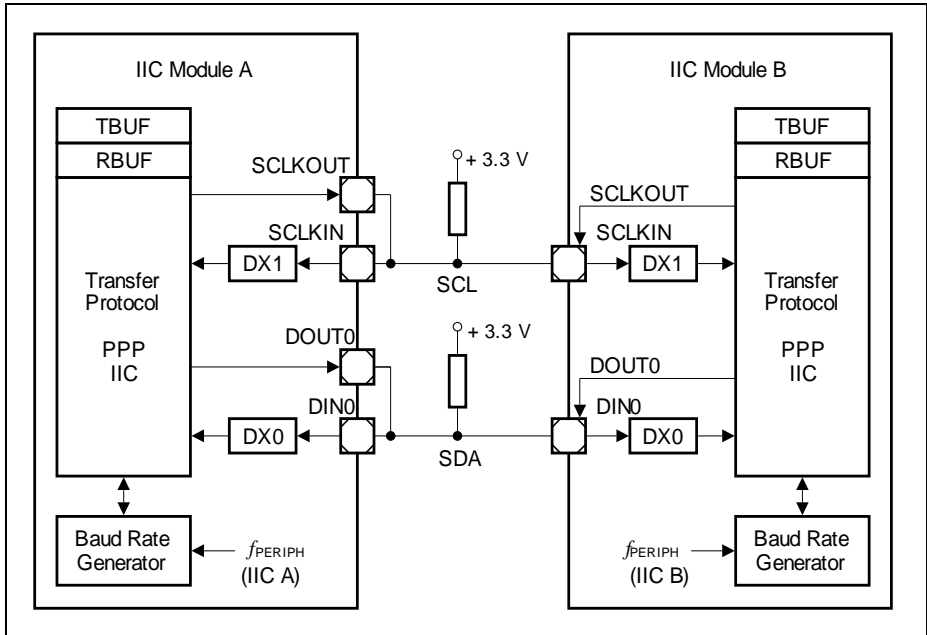 IIC Module A
TBUF
RBUF
Transfer
Protocol
PPP
IIC
SCLKOUT
SCLKIN
DX1
DOUT0
DIN0
DX0
Baud Rate
Generator
fPERIPH
(IIC A)
+ 3.3 V
SCL
+ 3.3 V
SDA
IIC Module B
TBUF
RBUF
SCLKOUT
SCLKIN
DX1
Transfer
Protocol
PPP
IIC
DOUT0
DIN0
DX0
fPERIPH
(IIC B)
Baud Rate
Generator